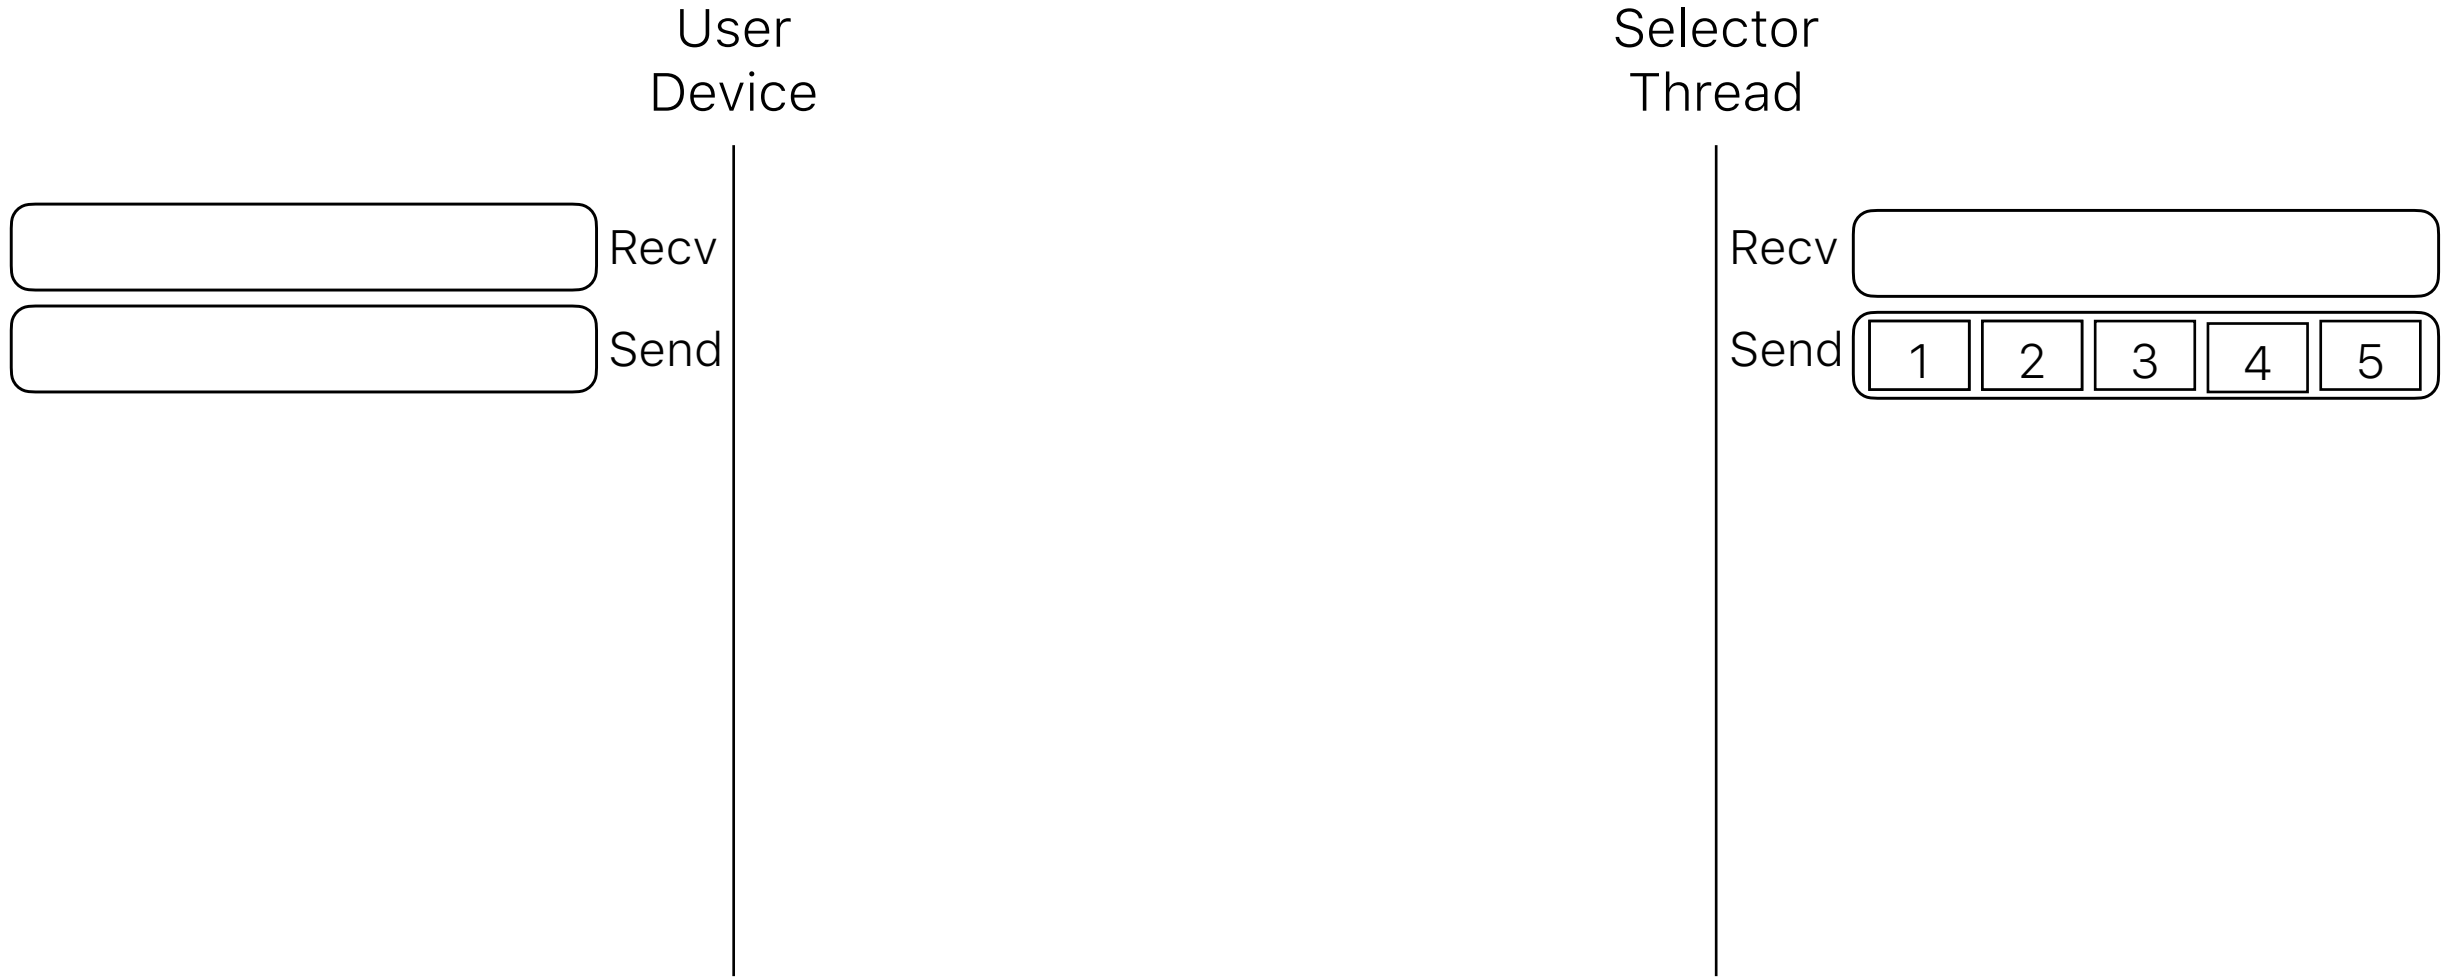 User
Device
Selector
Thread
Recv
Send
Recv
Send
1 2 3 4 5